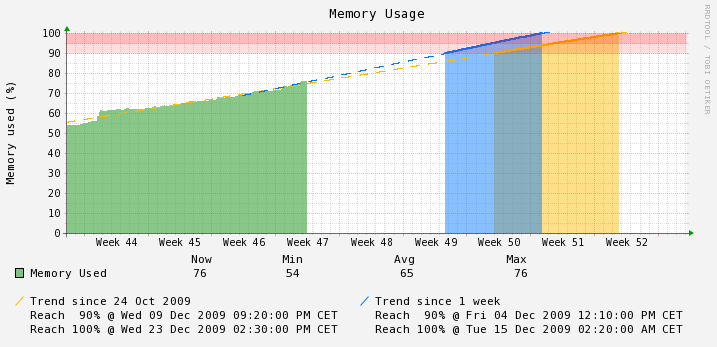 Memory Usage
RRDTOOL / TOBI OETIKER
Memory used (%)
100
90
80
70
60
50
40
30
20
10
0
Week 44 Week 45 Week 46 Week 47 Week 48 Week 49 Week 50 Week 51 Week 52
Now Min Avg Max
Memory Used 76 54 65 76
Trend since 24 Oct 2009 Trend since 1 week
Reach 90% @ Wed 09 Dec 2009 09:20:00 PM CET Reach 90% @ Fri 04 Dec 2009 12:10:00 PM CET
Reach 100% @ Wed 23 Dec 2009 02:30:00 PM CET Reach 100% @ Tue 15 Dec 2009 02:20:00 AM CET